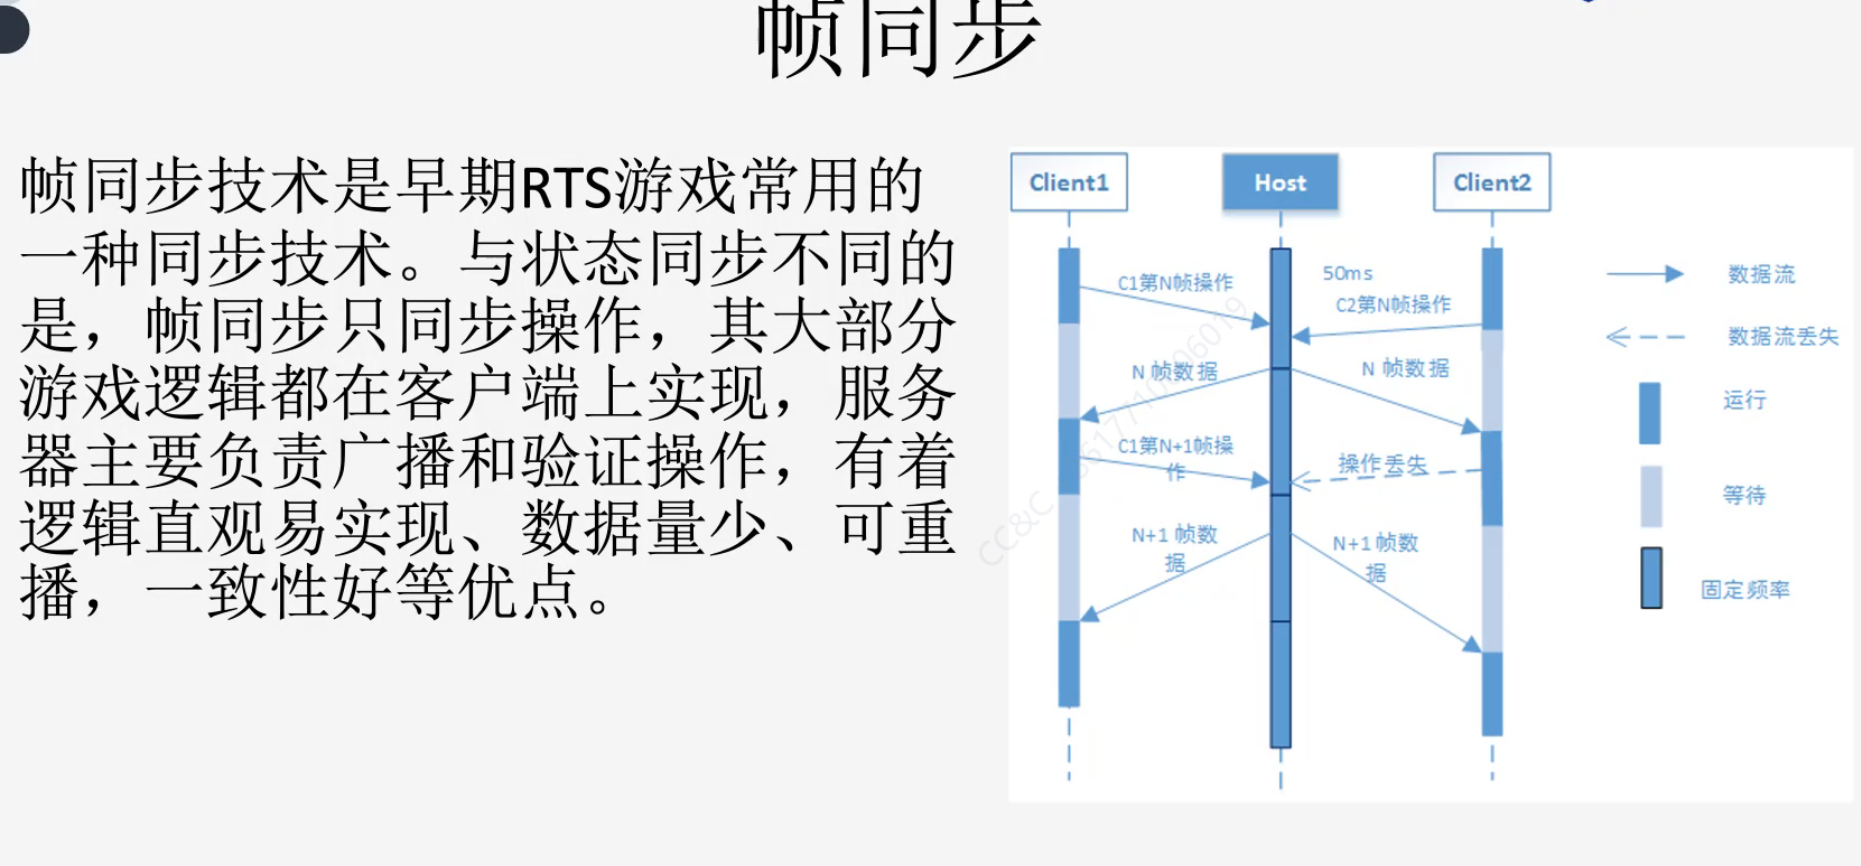 帧同步
帧同步技术是早期RTS游戏常用的
一种同步技术。与状态同步不同的
是，帧同步只同步操作，其大部分
游戏逻辑都在客户端上实现，服务
器主要负责广播和验证操作，有着
逻辑直观易实现、数据量少、可重
播，一致性好等优点。
Client1
Host
Client2
C1第N帧操作
50ms
C2第N帧操作
N 帧数据
N 帧数据
C1第N+1帧操
作
操作丢失
N+1 帧数
据
N+1 帧数
据
数据流
数据流丢失
运行
等待
固定频率